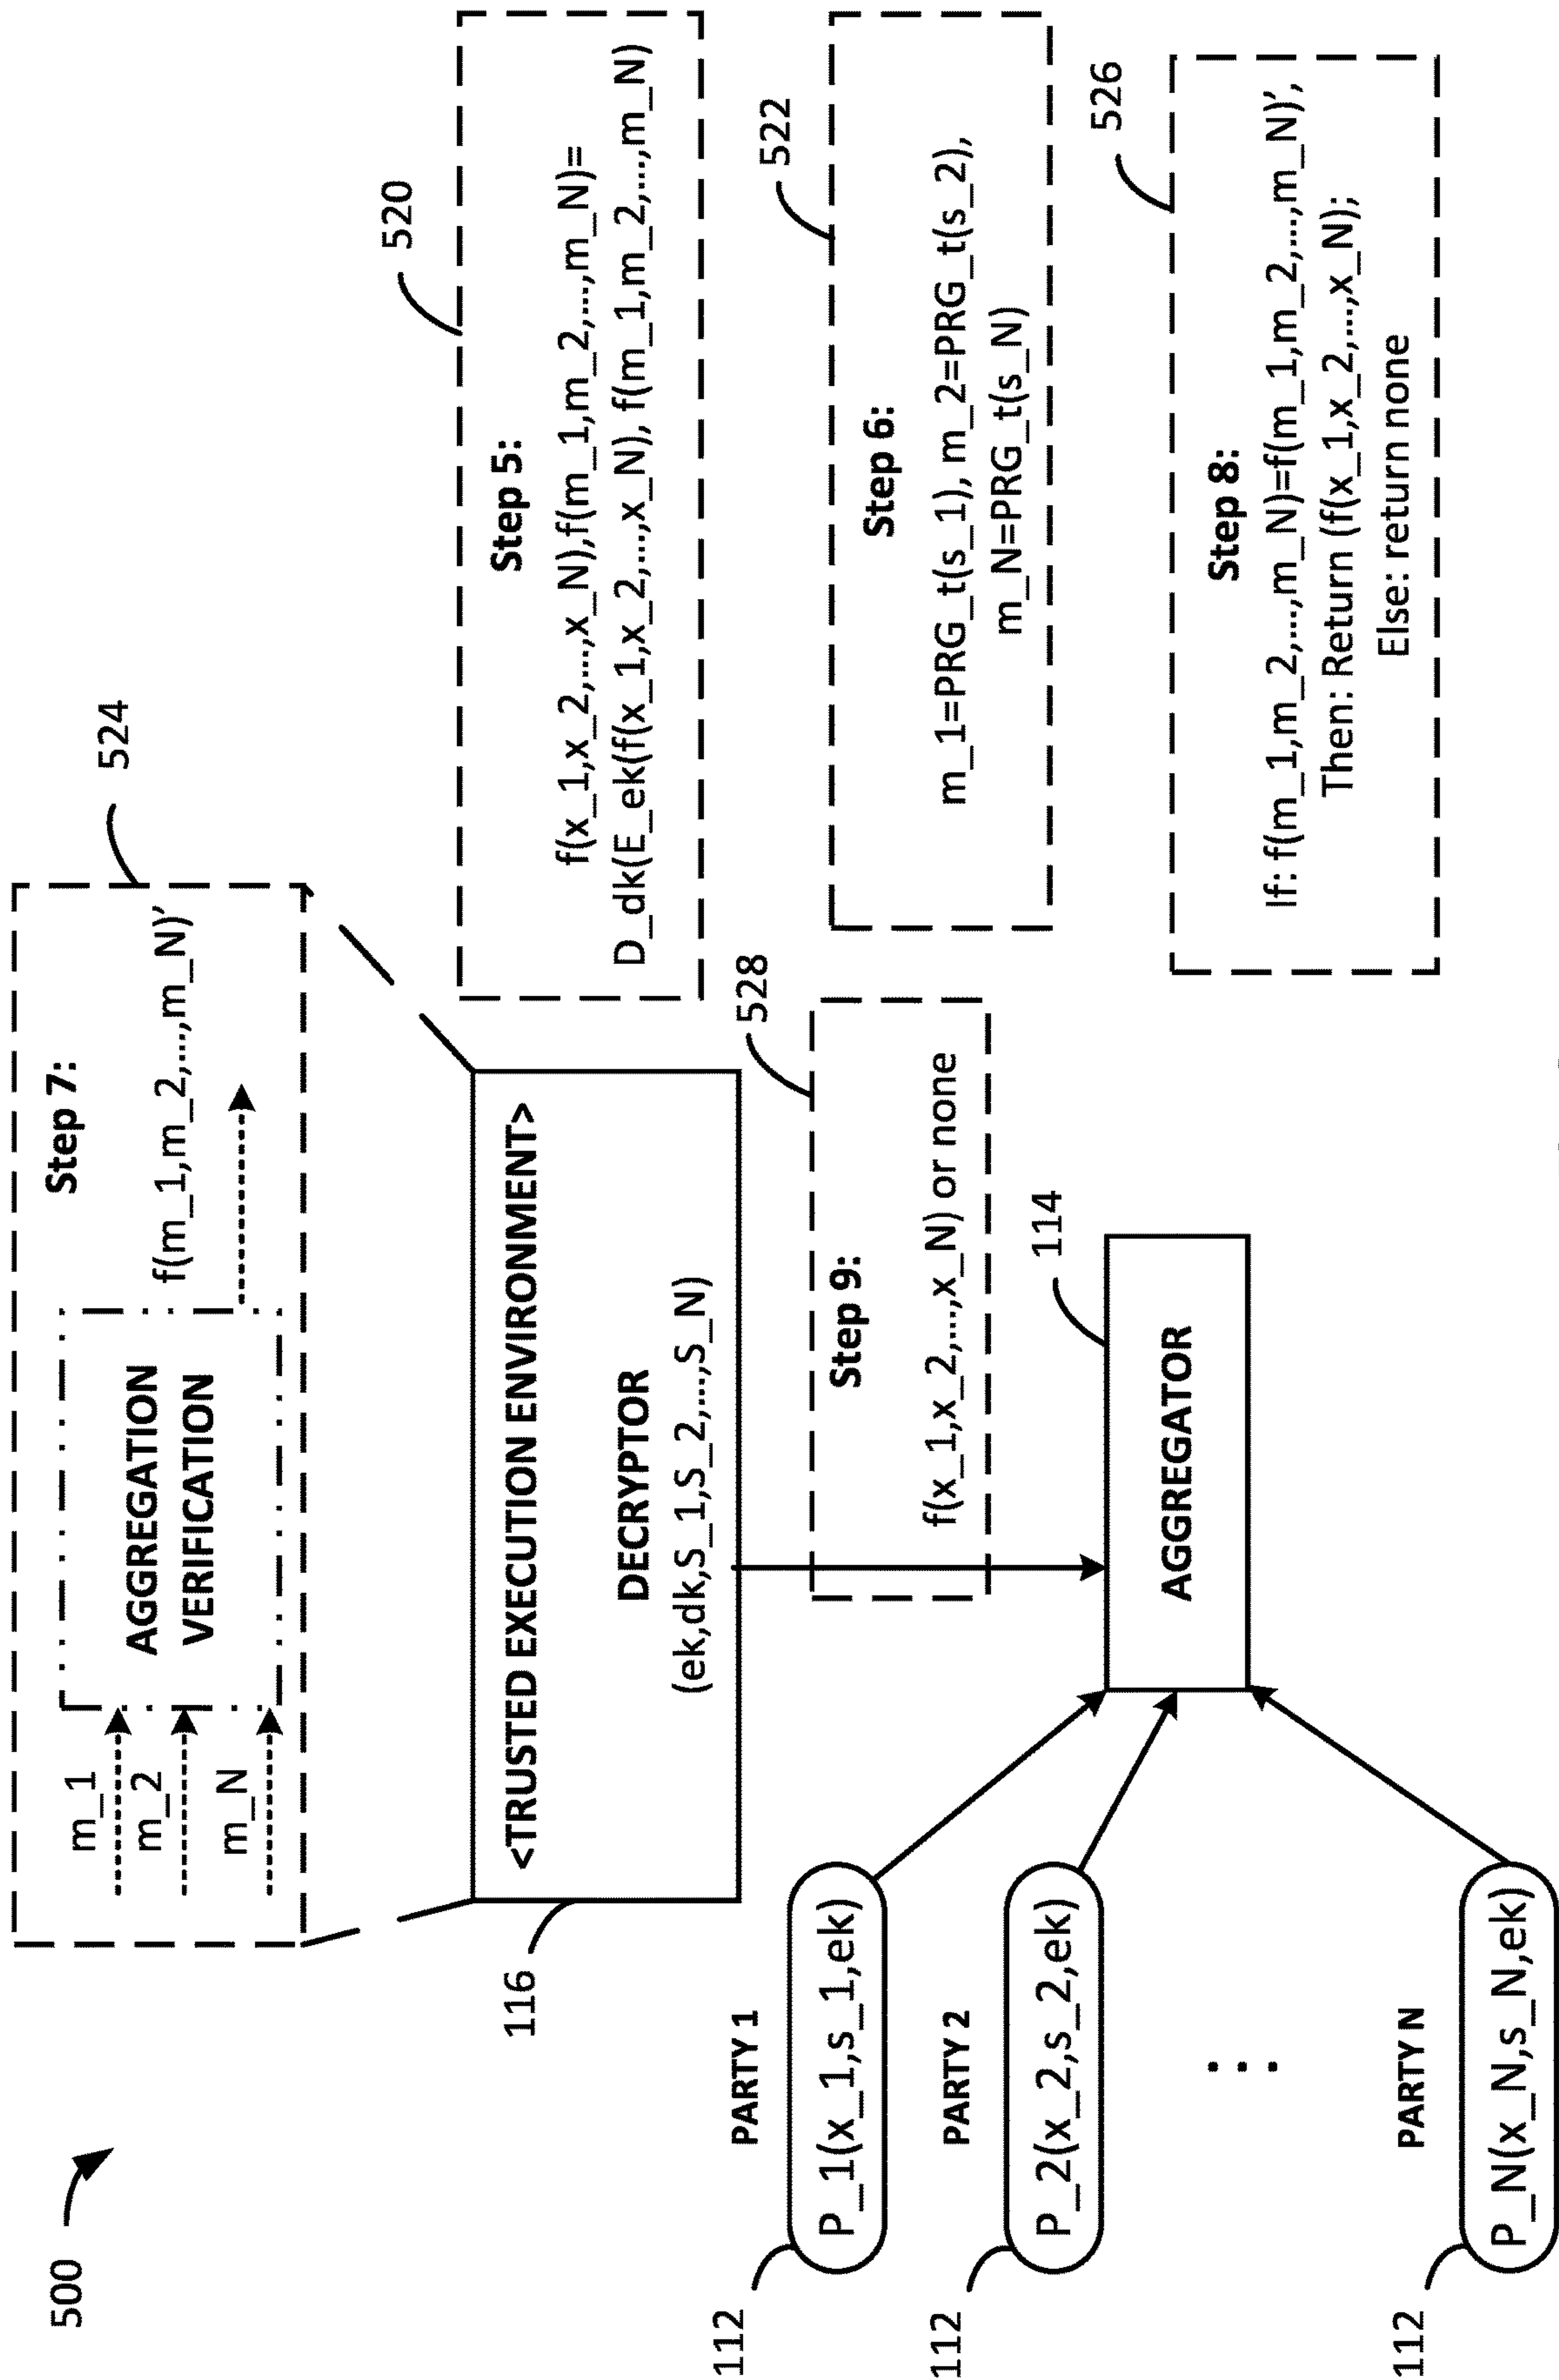 500
524
Step 7:
m_1
m_2
m_N
AGGREGATION
VERIFICATION
f(m_1,m_2,...,m_N)’
116
<TRUSTED EXECUTION ENVIRONMENT>
DECRYPTOR
(ek,dk,S_1,S_2,...,S_N)
520
Step 5:
f(x_1,x_2,...,x_N),f(m_1,m_2,...,m_N)=
D_dk(E_ek(f(x_1,x_2,...,x_N), f(m_1,m_2,...,m_N)
528
Step 9:
f(x_1,x_2,...,x_N) or none
522
Step 6:
m_1=PRG_t(s_1), m_2=PRG_t(s_2),
m_N=PRG_t(s_N)
112
PARTY 1
P_1(x_1,s_1,ek)
112
PARTY 2
P_2(x_2,s_2,ek)
112
PARTY N
P_N(x_N,s_N,ek)
114
AGGREGATOR
526
Step 8:
If: f(m_1,m_2,...,m_N)=f(m_1,m_2,...,m_N)’,
Then: Return (f(x_1,x_2,...,x_N);
Else: return none